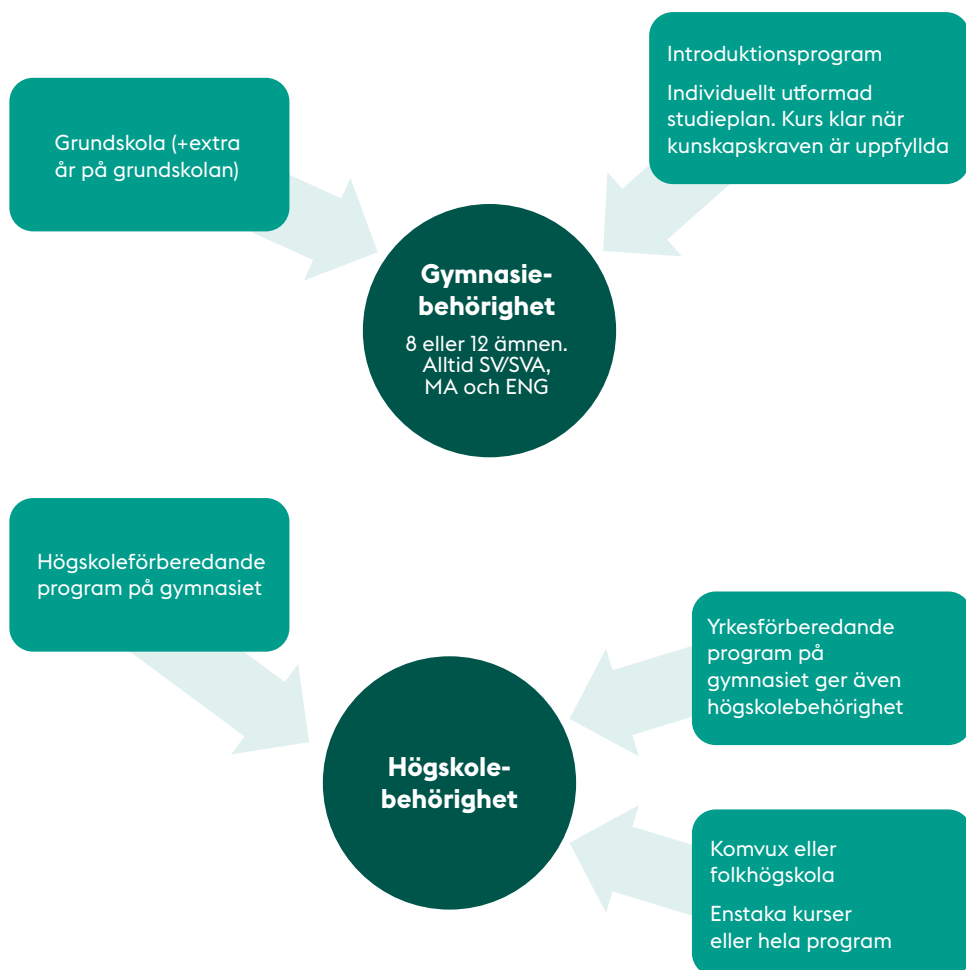 Grundskola (+extra
år på grundskolan)
Introduktionsprogram
Individuellt utformad
studieplan. Kurs klar när
kunskapskraven är uppfyllda
Gymnasie-
behörighet
8 eller 12 ämnen.
Alltid SV/SVA,
MA och ENG
Högskoleförberedande
program på gymnasiet
Yrkesförberedande
program på
gymnasiet ger även
högskolebehörighet
Högskole-
behörighet
Komvux eller
folkhögskola
Enstaka kurser
eller hela program